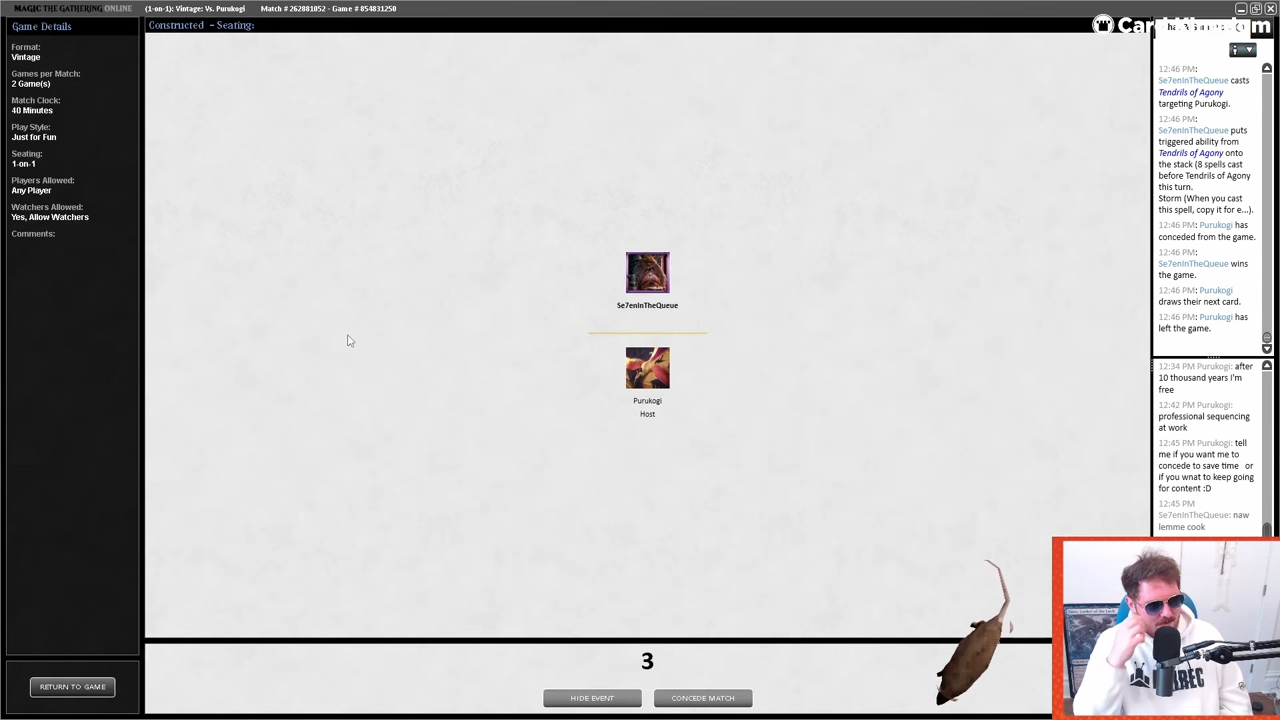 MAGIC THE GATHERING ONLINE (1-on-1): Vintage: Vs. Purukogi Match # 262881052 - Game # 854831250
Game Details
Format:
Vintage
Games per Match:
2 Game(s)
Match Clock:
40 Minutes
Play Style:
Just for Fun
Seating:
1-on-1
Players Allowed:
Any Player
Watchers Allowed:
Yes, Allow Watchers
Comments:
RETURN TO GAME
Constructed - Seating:
Se7enInTheQueue
Purukogi
Host
3
HIDE EVENT CONCEDE MATCH
12:46 PM:
Se7enInTheQueue casts
Tendrils of Agony
targeting Purukogi.
12:46 PM:
Se7enInTheQueue puts
triggered ability from
Tendrils of Agony onto
the stack (8 spells cast
before Tendrils of Agony
this turn.
Storm (When you cast
this spell, copy it for e...).
12:46 PM: Purukogi has
conceded from the game.
12:46 PM:
Se7enInTheQueue wins
the game.
12:46 PM: Purukogi
draws their next card.
12:46 PM: Purukogi has
left the game.
12:34 PM Purukogi: after
10 thousand years I'm
free
12:42 PM Purukogi:
professional sequencing
at work
12:45 PM Purukogi: tell
me if you want me to
concede to save time or
if you wnat to keep going
for content :D
12:45 PM
Se7enInTheQueue: naw
lemme cook